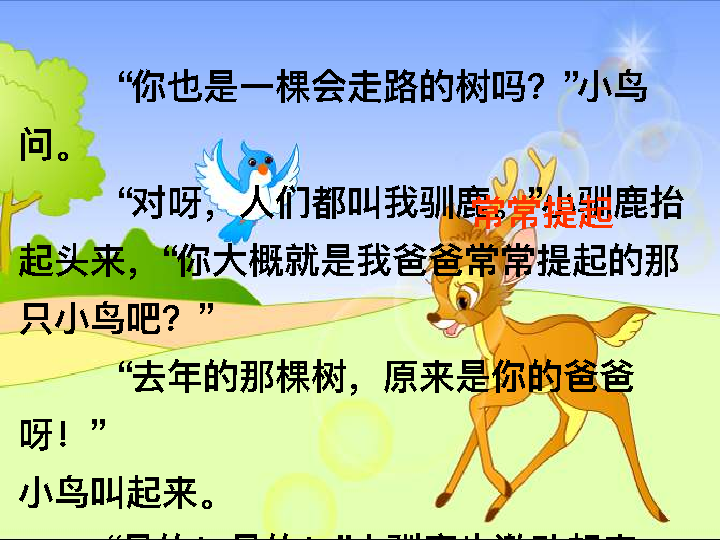 “你也是一棵会走路的树吗？”小鸟
问。
“对呀，人们都叫我驯鹿。”小驯鹿抬
常常提起
起头来，“你大概就是我爸爸常常提起的那
只小鸟吧？”
“去年的那棵树，原来是你的爸爸
呀！”
小鸟叫起来。